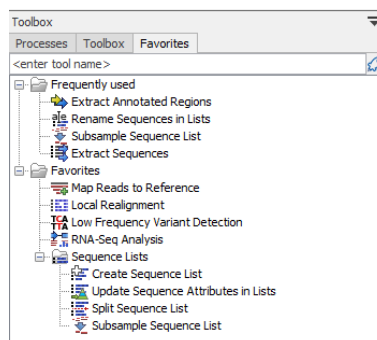 Toolbox
Processes Toolbox Favorites
<enter tool name>
Frequently used
Extract Annotated Regions
Rename Sequences in Lists
Subsample Sequence List
Extract Sequences
Favorites
Map Reads to Reference
Local Realignment
Low Frequency Variant Detection
RNA-Seq Analysis
Sequence Lists
Create Sequence List
Update Sequence Attributes in Lists
Split Sequence List
Subsample Sequence List